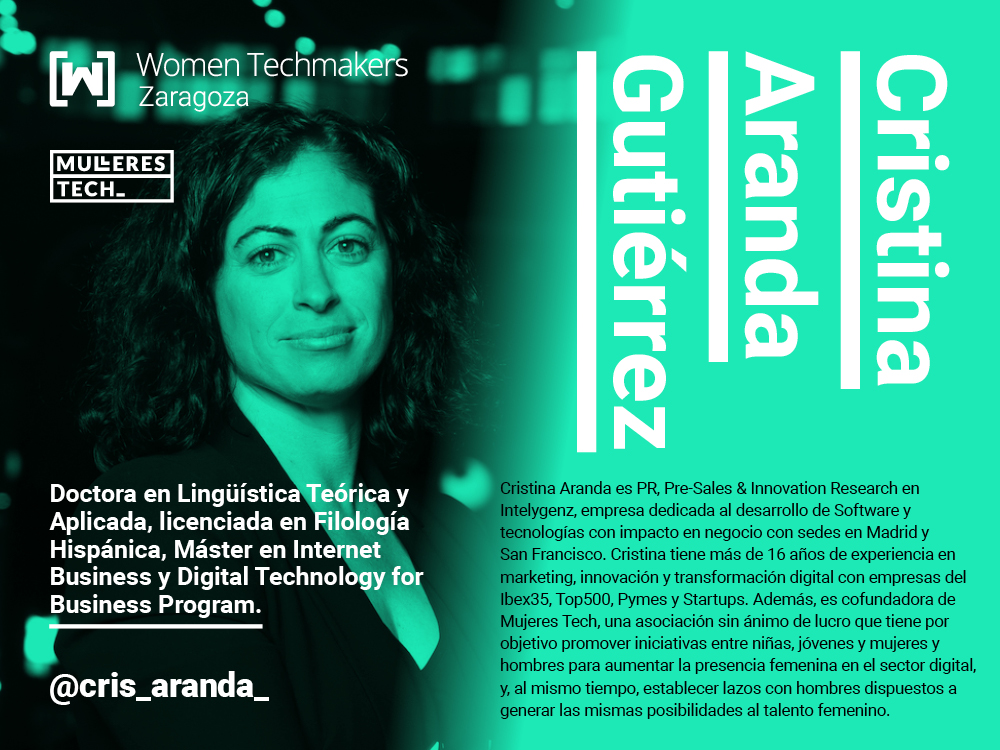 Women Techmakers
Zaragoza
MUJERES
TECH_
Cristina
Aranda
Gutiérrez
Doctora en Lingüística Teórica y
Aplicada, licenciada en Filología
Hispánica, Máster en Internet
Business y Digital Technology for
Business Program.
@cris_aranda_
Cristina Aranda es PR, Pre-Sales & Innovation Research en
Intelygenz, empresa dedicada al desarrollo de Software y
tecnologías con impacto en negocio con sedes en Madrid y
San Francisco. Cristina tiene más de 16 años de experiencia en
marketing, innovación y transformación digital con empresas del
Ibex35, Top500, Pymes y Startups. Además, es cofundadora de
Mujeres Tech, una asociación sin ánimo de lucro que tiene por
objetivo promover iniciativas entre niñas, jóvenes y mujeres y
hombres para aumentar la presencia femenina en el sector digital,
y, al mismo tiempo, establecer lazos con hombres dispuestos a
generar las mismas posibilidades al talento femenino.